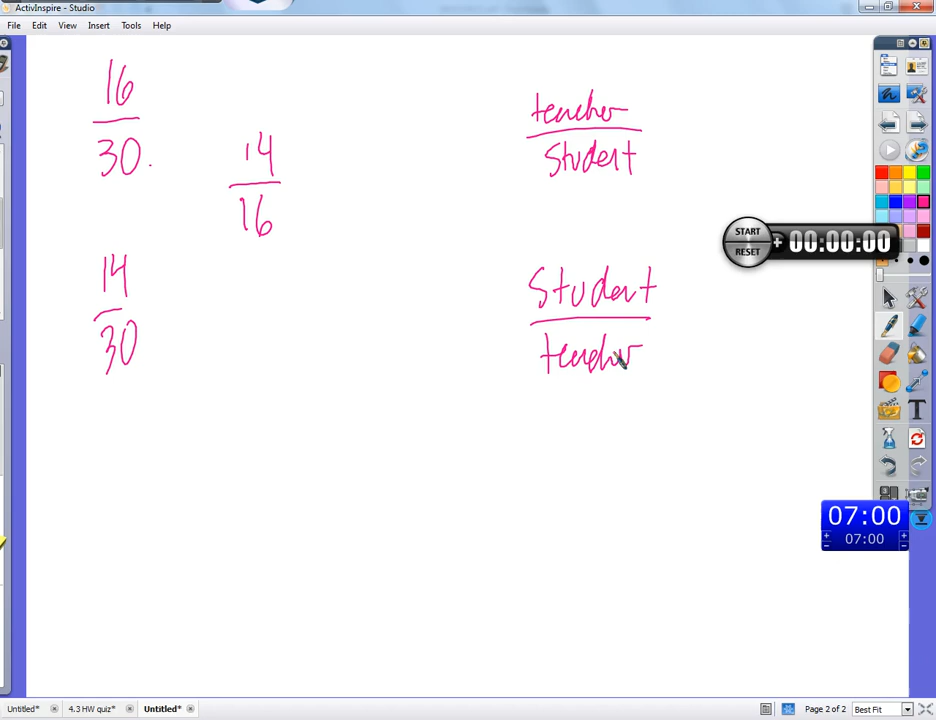 ActivInspire - Studio
File Edit View Insert Tools Help
16
30.
14
16
14
30
teacher
Student
Student
teacher
START
RESET
00:00:00
07:00
07:00
Untitled*
4.3 HW quiz*
Untitled*
Page 2 of 2
Best Fit